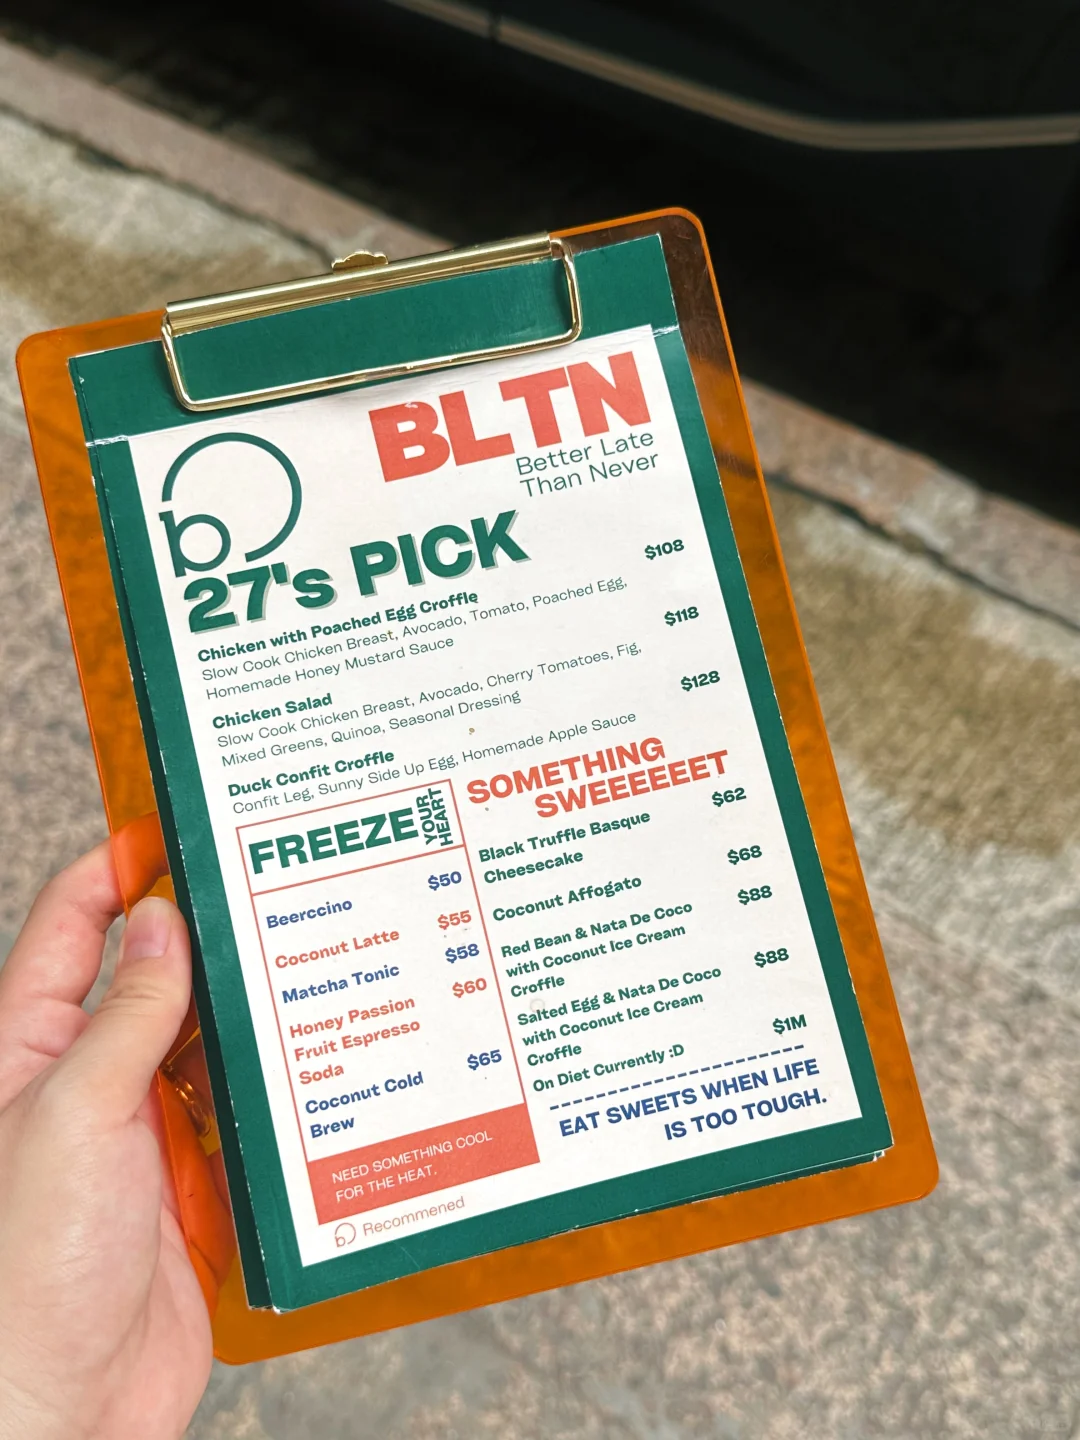 BLTN
Better Late
Than Never
b
27's PICK
Chicken with Poached Egg Croffle $108
Slow Cook Chicken Breast, Avocado, Tomato, Poached Egg,
Homemade Honey Mustard Sauce
Chicken Salad $118
Slow Cook Chicken Breast, Avocado, Cherry Tomatoes, Fig,
Mixed Greens, Quinoa, Seasonal Dressing
Duck Confit Croffle $128
Confit Leg, Sunny Side Up Egg, Homemade Apple Sauce
FREEZE YOUR
HEART
Beerccino $50
Coconut Latte $55
Matcha Tonic $58
Honey Passion $60
Fruit Espresso
Soda
Coconut Cold $65
Brew
NEED SOMETHING COOL
FOR THE HEAT.
b Recommened
SOMETHING
SWEEEEEET
Black Truffle Basque $62
Cheesecake
Coconut Affogato $68
Red Bean & Nata De Coco $88
with Coconut Ice Cream
Croffle
Salted Egg & Nata De Coco $88
with Coconut Ice Cream
Croffle
On Diet Currently :D $1M
EAT SWEETS WHEN LIFE
IS TOO TOUGH.